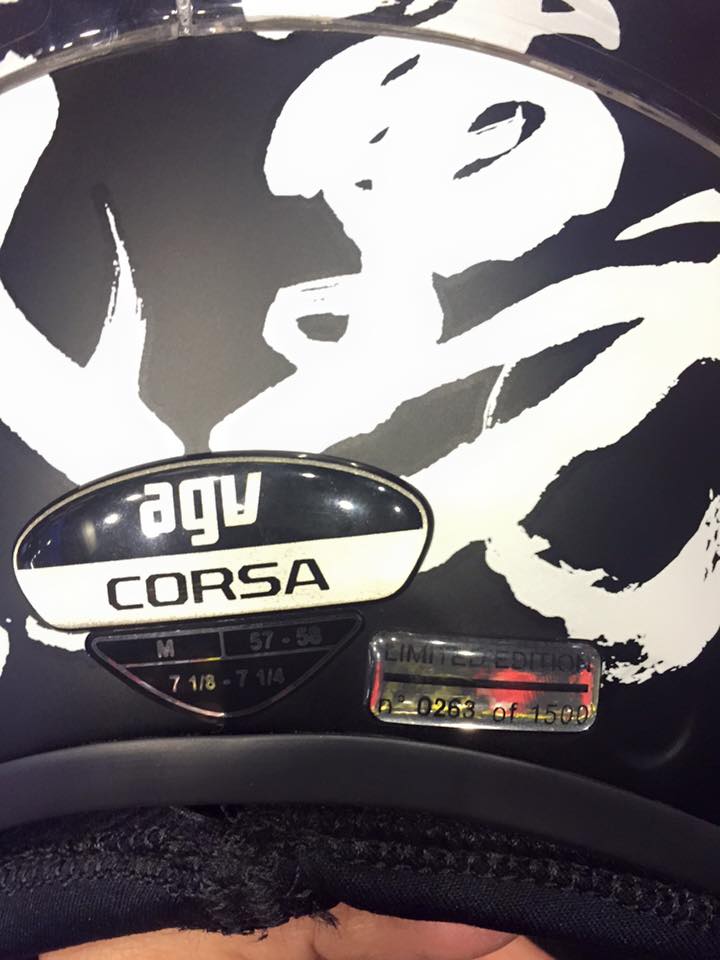 agv
CORSA
M 57 - 58
7 1/8 - 7 1/4
LIMITED EDITION
n° 0263 of 1500